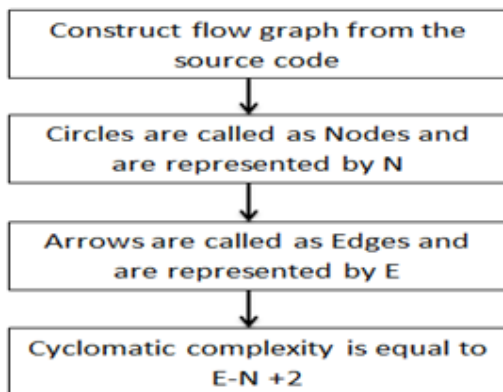 Construct flow graph from the
source code
Circles are called as Nodes and
are represented by N
Arrows are called as Edges and
are represented by E
Cyclomatic complexity is equal to
E-N +2